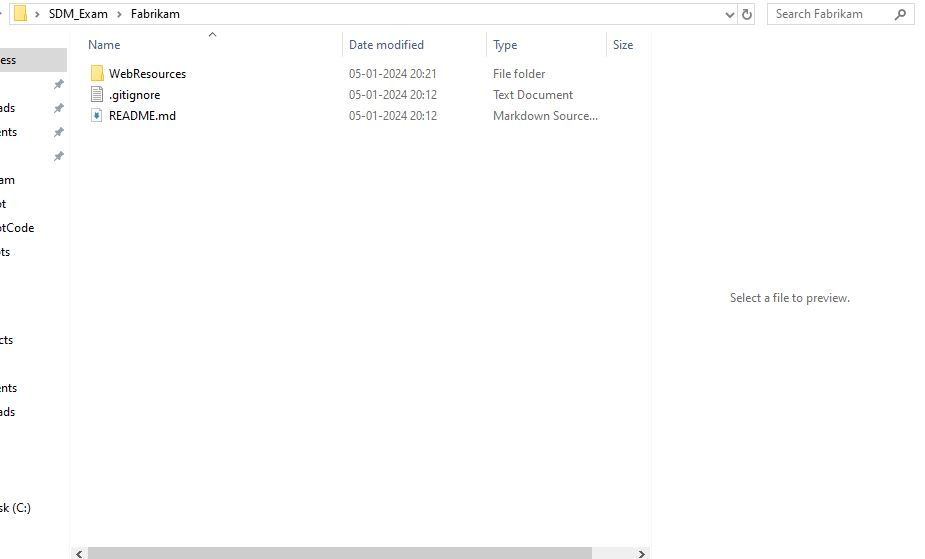 SDM_Exam > Fabrikam
Search Fabrikam
Name Date modified Type Size
ess
WebResources 05-01-2024 20:21 File folder
.gitignore 05-01-2024 20:12 Text Document
ads
README.md 05-01-2024 20:12 Markdown Source...
ents
am
ot
otCode
ts
Select a file to preview.
cts
ents
ads
sk (C:)